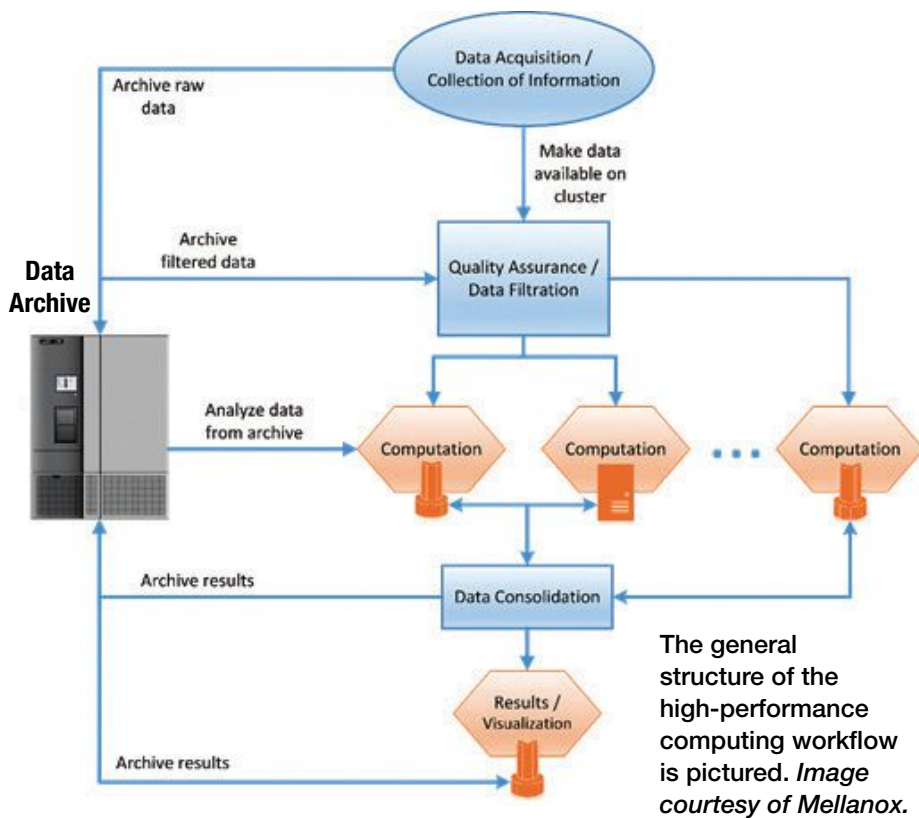 Data Acquisition /
Collection of Information
Archive raw
data
Make data
available on
cluster
Archive
filtered data
Quality Assurance /
Data Filtration
Data
Archive
Analyze data
from archive
Computation
Computation
...
Computation
Archive results
Data Consolidation
Results /
Visualization
Archive results
The general
structure of the
high-performance
computing workflow
is pictured. Image
courtesy of Mellanox.